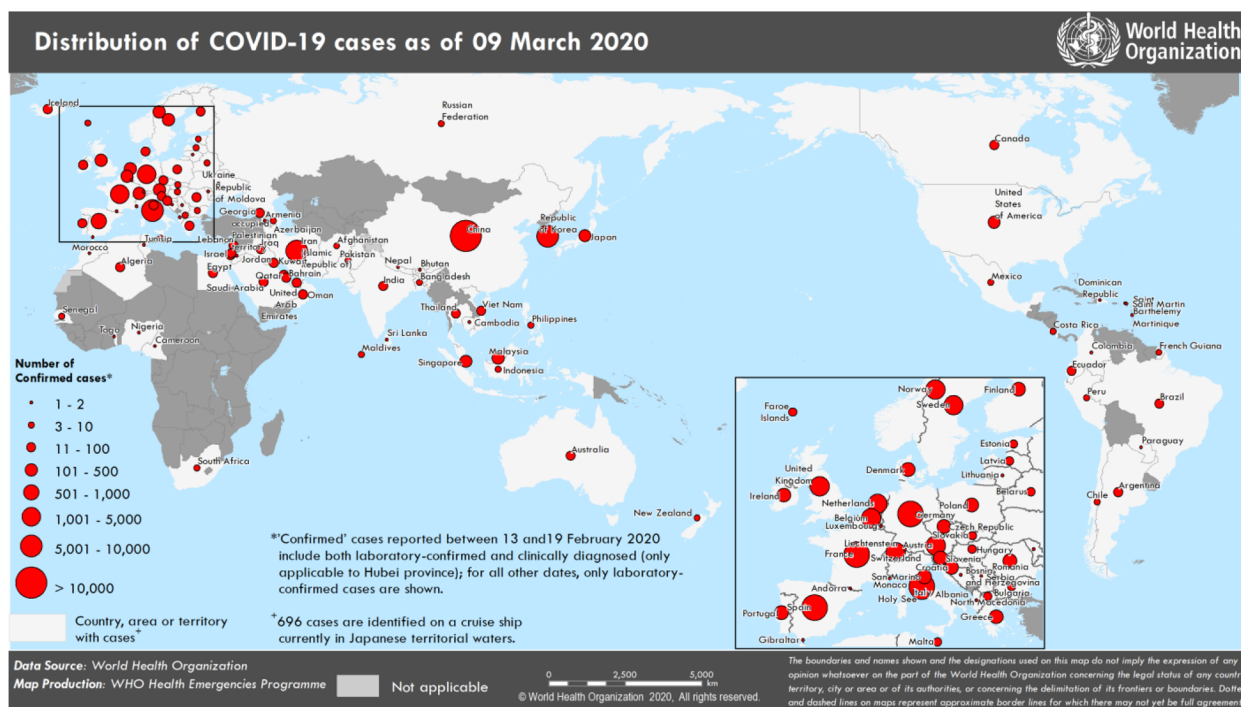 Distribution of COVID-19 cases as of 09 March 2020
World Health
Organization
Iceland
Russian
Federation
Canada
United
States
of America
Ukraine
Republic
of Moldova
Georgia
Armenia
occupied
Azerbaijan
Palestinian
territory
Lebanon
Tunisia
Morocco
Iraq
Iran
(Islamic
Republic of)
Afghanistan
China
Republic
of Korea
Japan
Israel
Jordan
Kuwait
Pakistan
Nepal
Bhutan
Algeria
Egypt
Qatar
Bahrain
India
Bangladesh
Mexico
Saudi Arabia
United
Arab
Emirates
Oman
Thailand
Viet Nam
Dominican
Republic
Saint Martin
Saint
Barthelemy
Martinique
Senegal
Togo
Nigeria
Cameroon
Sri Lanka
Maldives
Cambodia
Philippines
Costa Rica
Colombia
French Guiana
Singapore
Malaysia
Indonesia
Ecuador
Peru
Brazil
Paraguay
South Africa
Australia
Chile
Argentina
New Zealand
Number of
Confirmed cases*
1 - 2
3 - 10
11 - 100
101 - 500
501 - 1,000
1,001 - 5,000
5,001 - 10,000
> 10,000
Country, area or territory
with cases+
*'Confirmed' cases reported between 13 and19 February 2020
include both laboratory-confirmed and clinically diagnosed (only
applicable to Hubei province); for all other dates, only laboratory-
confirmed cases are shown.
+696 cases are identified on a cruise ship
currently in Japanese territorial waters.
Norway
Finland
Faroe
Islands
Sweden
Estonia
Latvia
United
Kingdom
Denmark
Lithuania
Ireland
Belarus
Netherlands
Poland
Belgium
Germany
Luxembourg
Czech Republic
Slovakia
Liechtenstein
Austria
Hungary
France
Switzerland
Slovenia
Croatia
Romania
San Marino
Bosnia
and Herzegovina
Serbia
Monaco
Andorra
Italy
Albania
Bulgaria
Holy See
North Macedonia
Portugal
Spain
Greece
Gibraltar
Malta
Data Source: World Health Organization
Map Production: WHO Health Emergencies Programme
Not applicable
0 2,500 5,000
km
© World Health Organization 2020, All rights reserved.
The boundaries and names shown and the designations used on this map do not imply the expression of any
opinion whatsoever on the part of the World Health Organization concerning the legal status of any countr
territory, city or area or of its authorities, or concerning the delimitation of its frontiers or boundaries. Dotte
and dashed lines on maps represent approximate border lines for which there may not yet be full agreemen